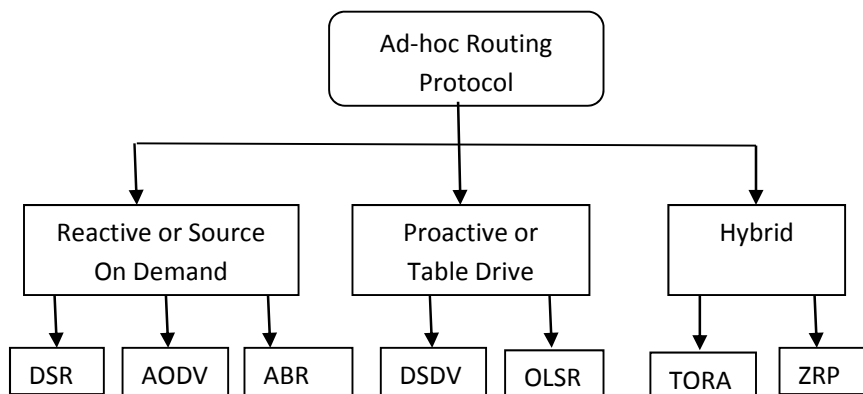 Ad-hoc Routing
Protocol
Reactive or Source
On Demand
Proactive or
Table Drive
Hybrid
DSR
AODV
ABR
DSDV
OLSR
TORA
ZRP